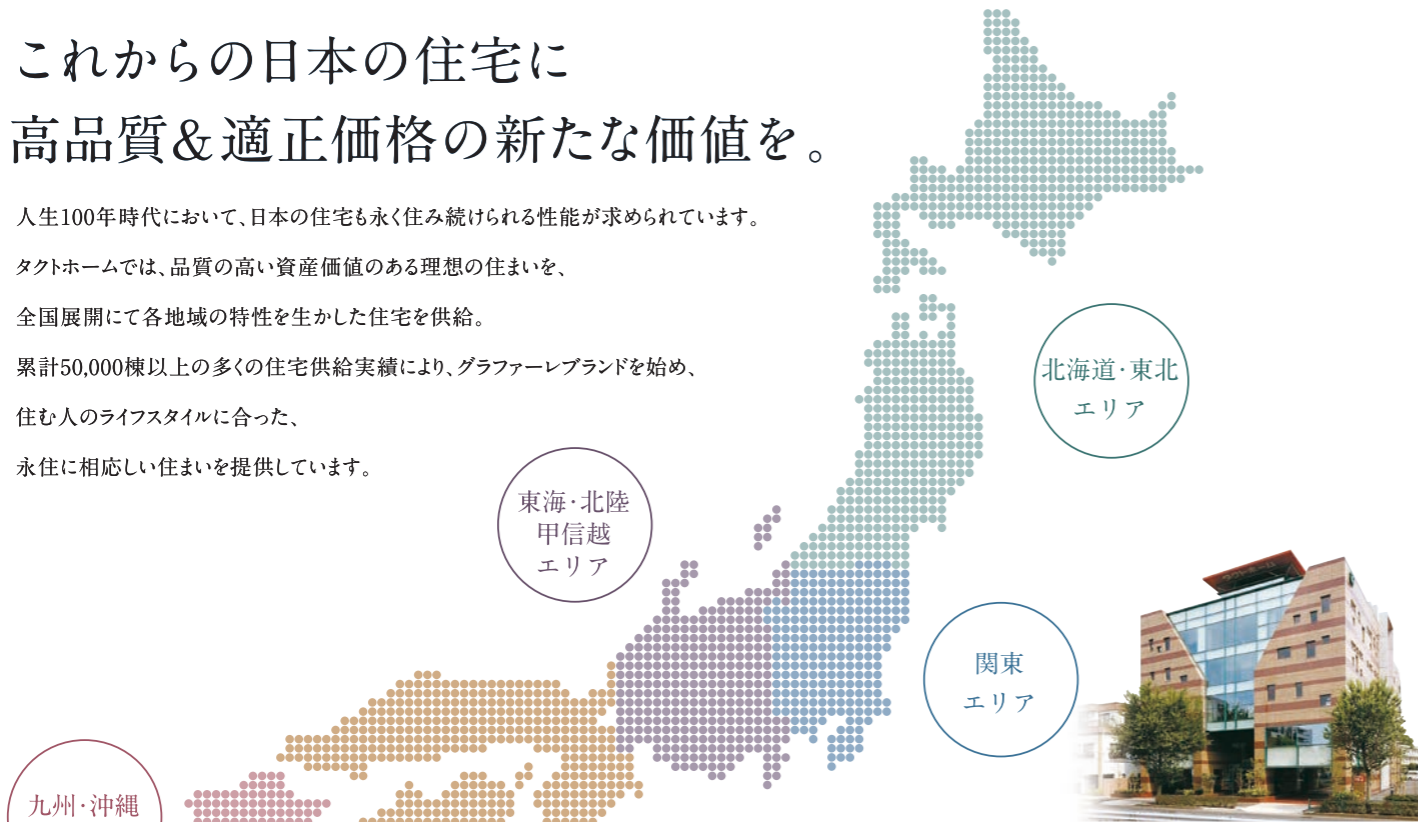 これからの日本の住宅に
高品質&適正価格の新たな価値を。
人生100年時代において、日本の住宅も永く住み続けられる性能が求められています。
タクトホームでは、品質の高い資産価値のある理想の住まいを、
全国展開にて各地域の特性を生かした住宅を供給。
累計50,000棟以上の多くの住宅供給実績により、グラファーレブランドを始め、
住む人のライフスタイルに合った、
永住に相応しい住まいを提供しています。
北海道・東北
エリア
東海・北陸
甲信越
エリア
関東
エリア
九州・沖縄